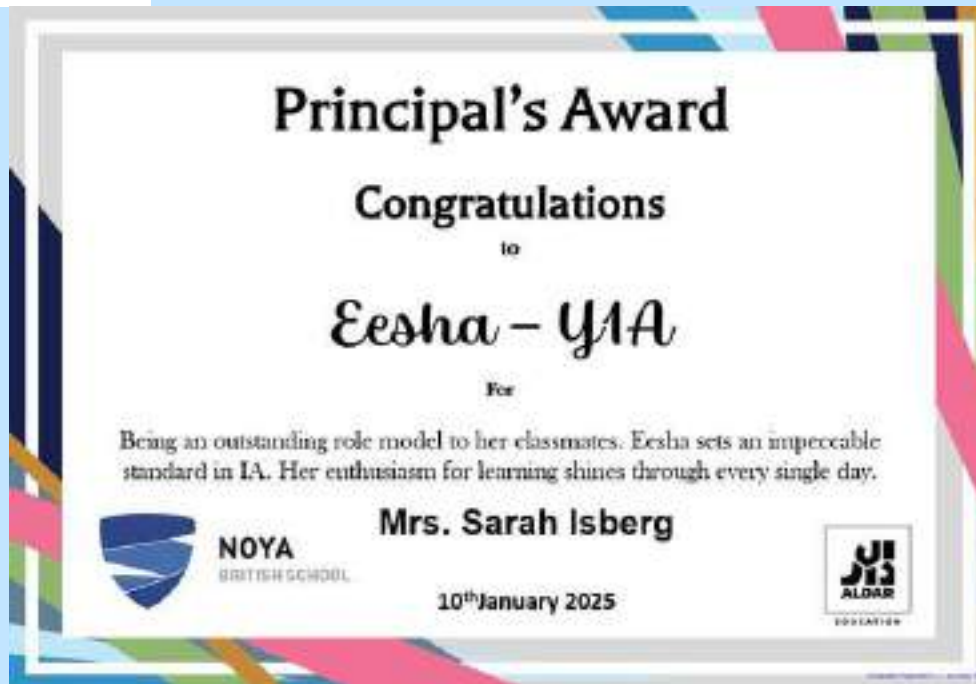 Principal's Award
Congratulations
to
Eesha – Y1A
For
Being an outstanding role model to her classmates. Eesha sets an impeccable
standard in IA. Her enthusiasm for learning shines through every single day.
Mrs. Sarah Isberg
NOYA
BRITISH SCHOOL
10thJanuary 2025
الدار
ALDAR
EDUCATION